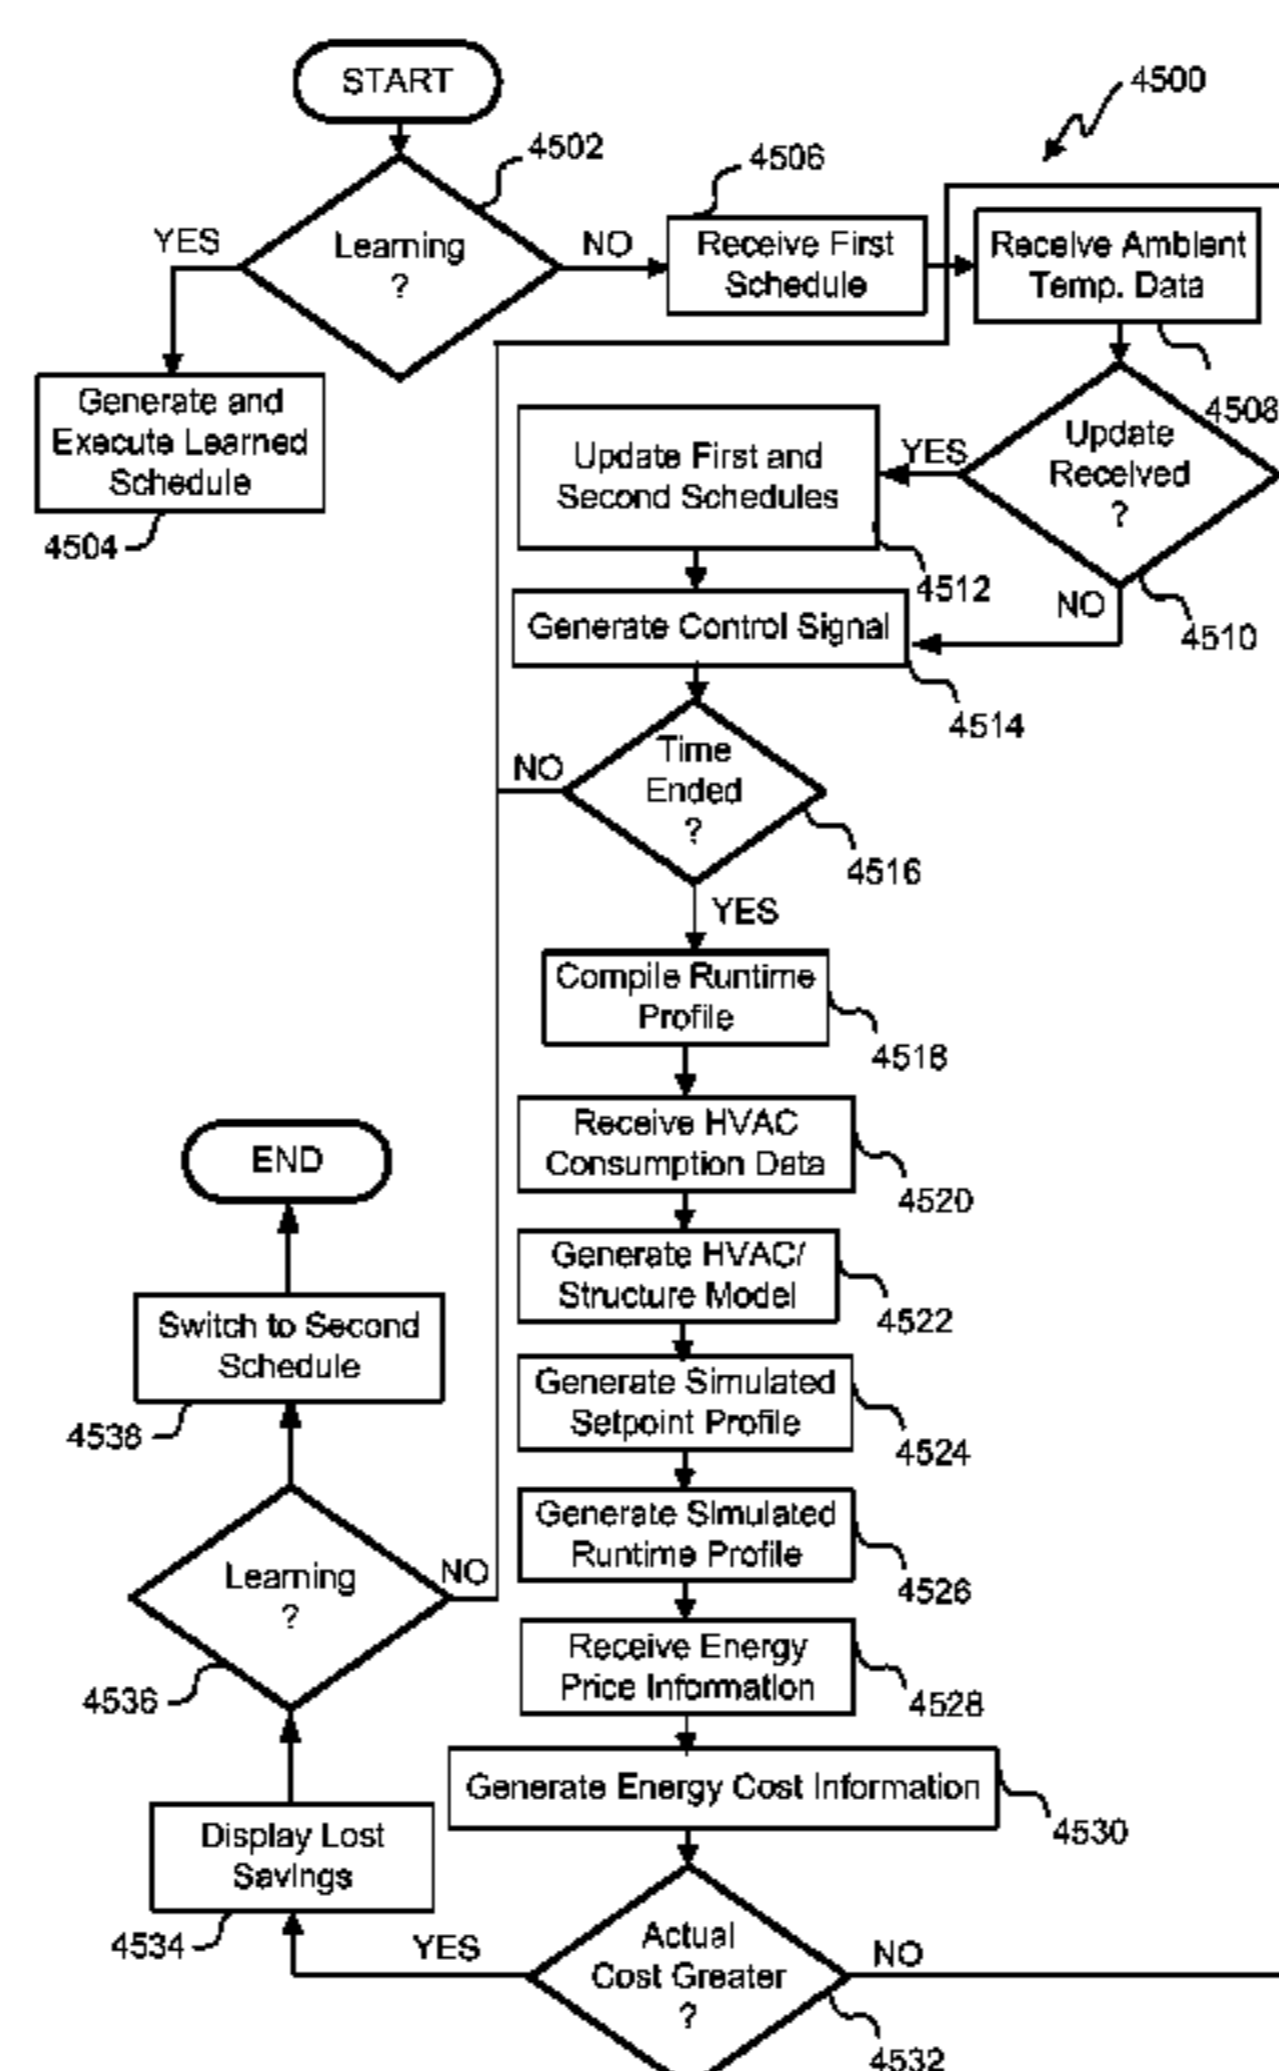 START
4500
4502
4506
Learning
?
YES
NO
Receive First
Schedule
Receive Ambient
Temp. Data
4508
Generate and
Execute Learned
Schedule
4504
Update
Received
?
YES
NO
4510
Update First and
Second Schedules
4512
Generate Control Signal
4514
Time
Ended
?
NO
YES
4516
Compile Runtime
Profile
4518
Receive HVAC
Consumption Data
4520
Generate HVAC/
Structure Model
4522
Generate Simulated
Setpoint Profile
4524
Generate Simulated
Runtime Profile
4526
Receive Energy
Price Information
4528
Generate Energy Cost Information
4530
Actual
Cost Greater
?
YES
NO
4532
Display Lost
Savings
4534
Learning
?
NO
4536
Switch to Second
Schedule
4538
END